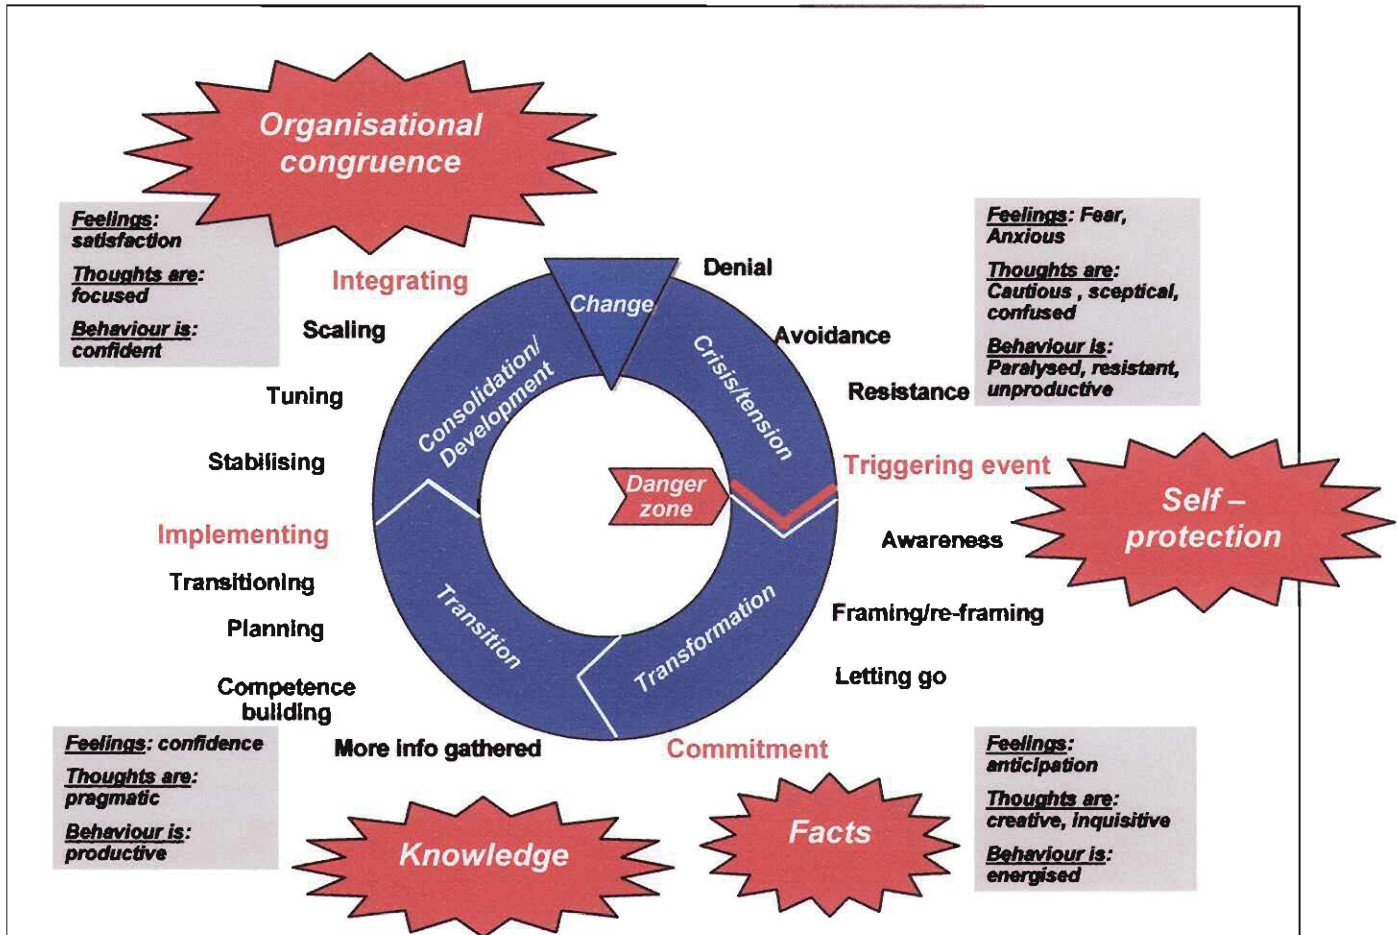 Organisational
congruence
Feelings:
satisfaction
Thoughts are:
focused
Behaviour is:
confident
Feelings: Fear,
Anxious
Thoughts are:
Cautious , sceptical,
confused
Behaviour is:
Paralysed, resistant,
unproductive
Integrating
Scaling
Tuning
Stabilising
Implementing
Transitioning
Planning
Competence
building
More info gathered
Change
Denial
Avoidance
Resistance
Triggering event
Awareness
Framing/re-framing
Letting go
Commitment
Consolidation/
Development
Crisis/tension
Danger
zone
Transition
Transformation
Self –
protection
Feelings: confidence
Thoughts are:
pragmatic
Behaviour is:
productive
Knowledge
Facts
Feelings:
anticipation
Thoughts are:
creative, inquisitive
Behaviour is:
energised